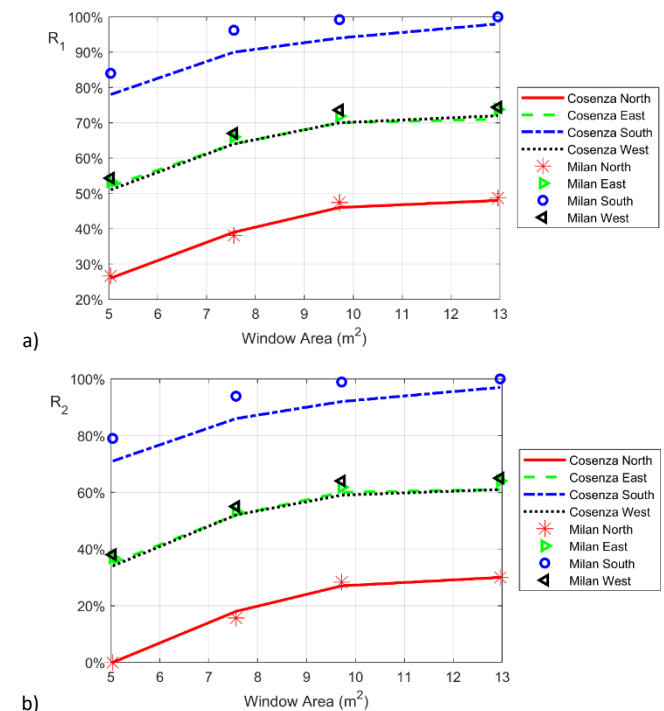 100%
90%
80%
70%
60%
50%
40%
30%
20%
R1
5 6 7 8 9 10 11 12 13
Window Area (m2)
Cosenza North
Cosenza East
Cosenza South
Cosenza West
Milan North
Milan East
Milan South
Milan West
a)
100%
80%
60%
40%
20%
0%
R2
5 6 7 8 9 10 11 12 13
Window Area (m2)
Cosenza North
Cosenza East
Cosenza South
Cosenza West
Milan North
Milan East
Milan South
Milan West
b)